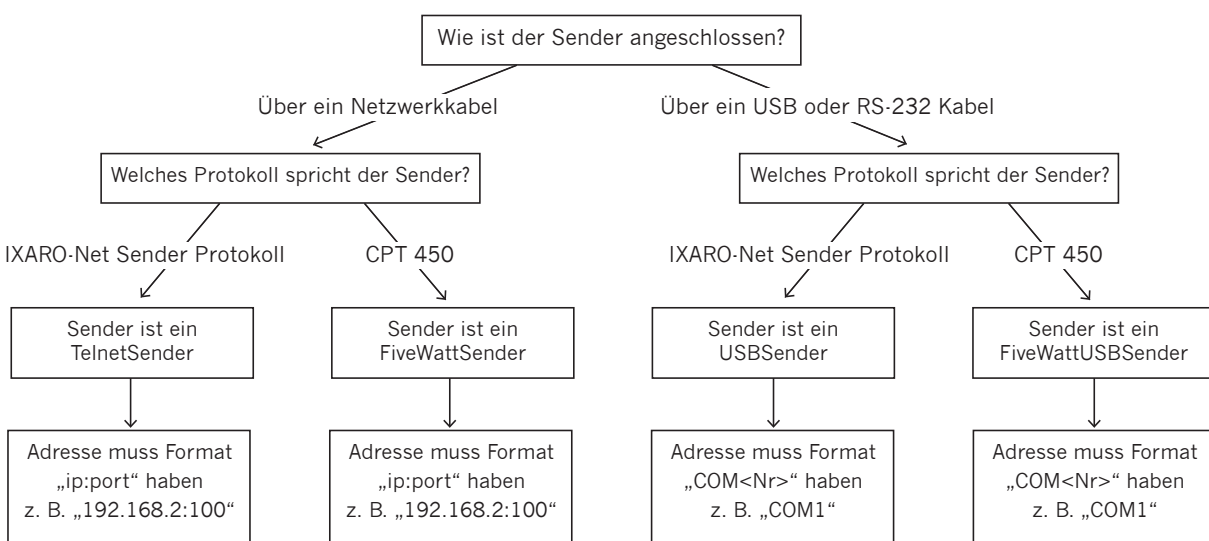 Wie ist der Sender angeschlossen?
Über ein Netzwerkkabel
Über ein USB oder RS-232 Kabel
Welches Protokoll spricht der Sender?
Welches Protokoll spricht der Sender?
IXARO-Net Sender Protokoll
CPT 450
IXARO-Net Sender Protokoll
CPT 450
Sender ist ein
TelnetSender
Sender ist ein
FiveWattSender
Sender ist ein
USBSender
Sender ist ein
FiveWattUSBSender
Adresse muss Format
„ip:port“ haben
z. B. „192.168.2:100“
Adresse muss Format
„ip:port“ haben
z. B. „192.168.2:100“
Adresse muss Format
„COM<Nr>“ haben
z. B. „COM1“
Adresse muss Format
„COM<Nr>“ haben
z. B. „COM1“